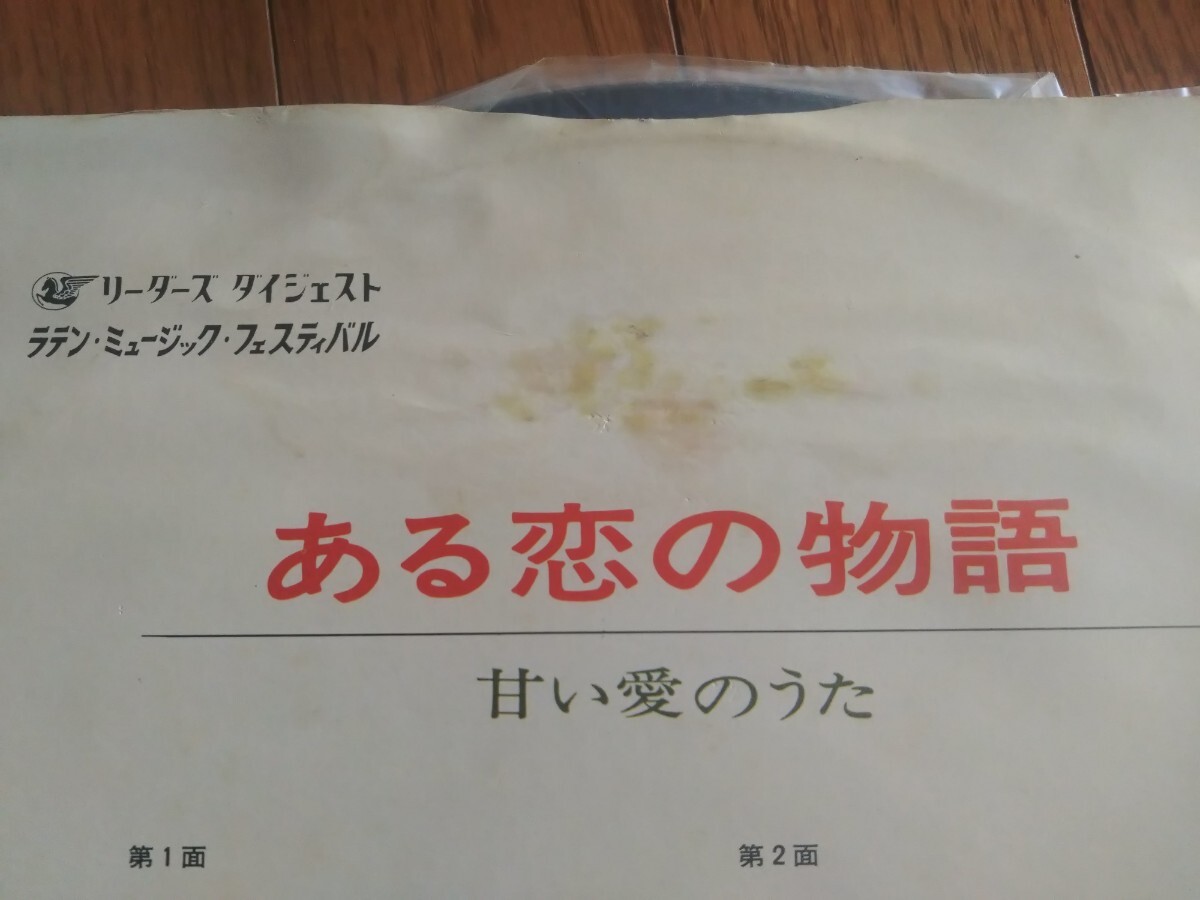 リーダーズ ダイジェスト
ラテン・ミュージック・フェスティバル
ある恋の物語
甘い愛のうた
第1面
第2面